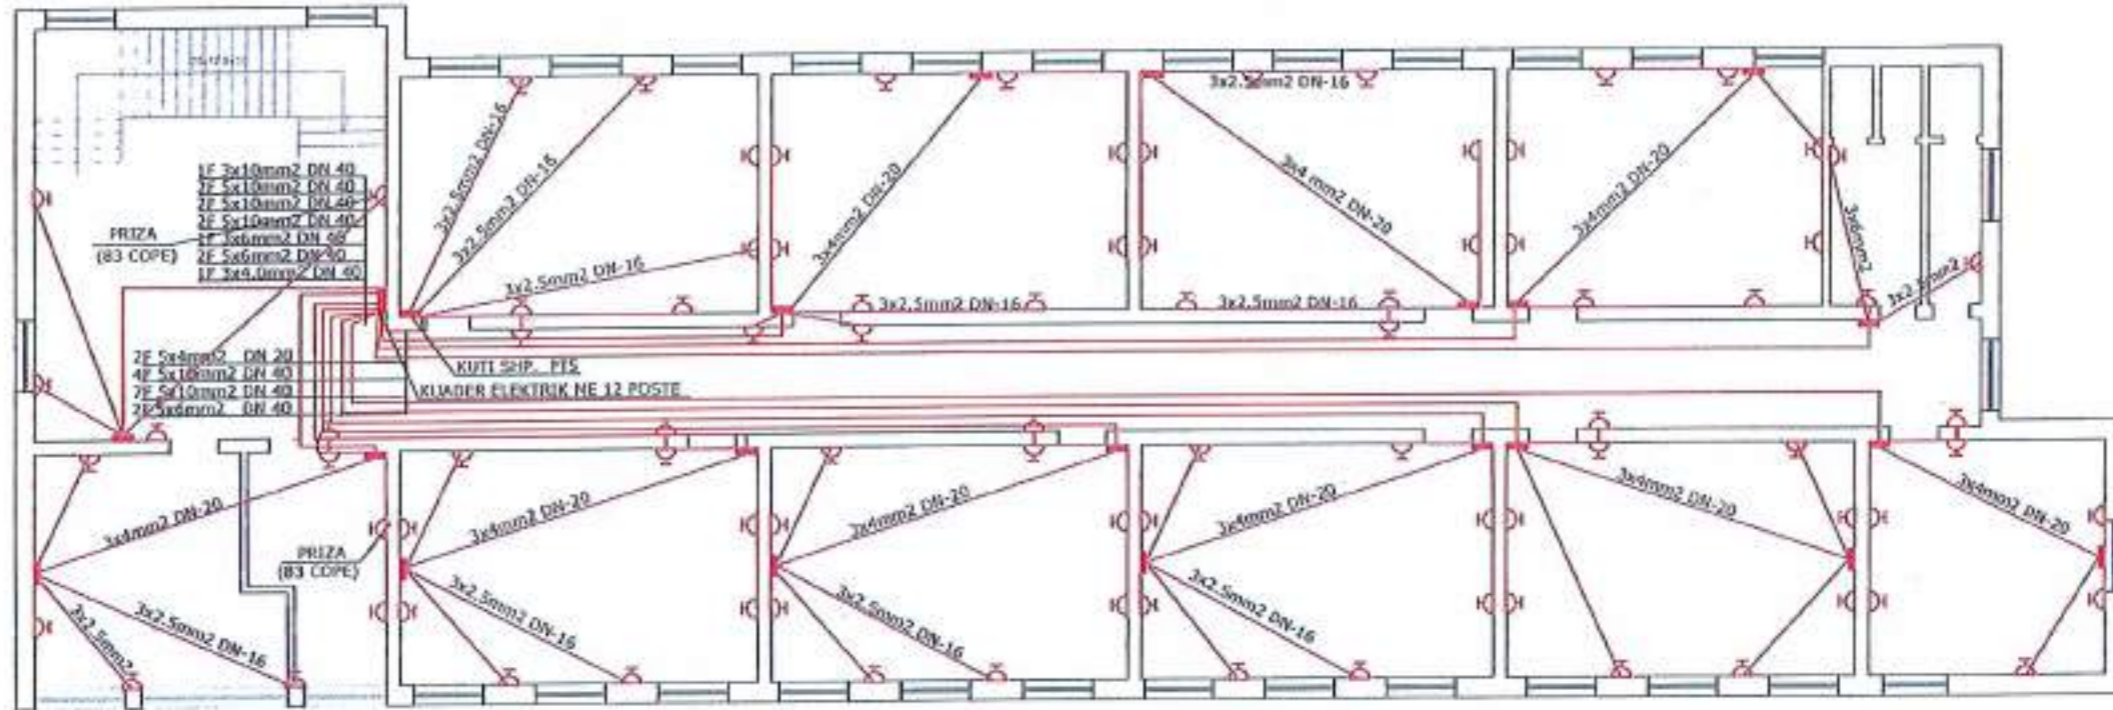 3x2.5mm2 DN-16
3x2.5mm2 DN-16
3x2.5mm2 DN-16
3x4mm2 DN-20
3x2.5mm2 DN-16
3x2.5mm2 DN-16
3x4 mm2 DN-20
3x2.5mm2 DN-16
3x4mm2 DN-20
3x6mm2
3x2.5mm2
1F 3x10mm2 DN 40
2F 5x10mm2 DN 40
2F 5x10mm2 DN 40
2F 5x10mm2 DN 40
1F 3x6mm2 DN 40
2F 5x6mm2 DN 40
1F 3x4.0mm2 DN 40
PRIZA
(83 COPE)
2F 5x4mm2 DN 20
4F 5x10mm2 DN 40
2F 5x10mm2 DN 40
2F 5x6mm2 DN 40
KUTI SHP. PTS
KUADER ELEKTRIK ME 12 POSTE
3x4mm2 DN-20
3x2.5mm2 DN-16
3x2.5mm2
PRIZA
(83 COPE)
3x4mm2 DN-20
3x2.5mm2 DN-16
3x4mm2 DN-20
3x2.5mm2 DN-16
3x4mm2 DN-20
3x2.5mm2 DN-16
3x4mm2 DN-20
3x4mm2 DN-20